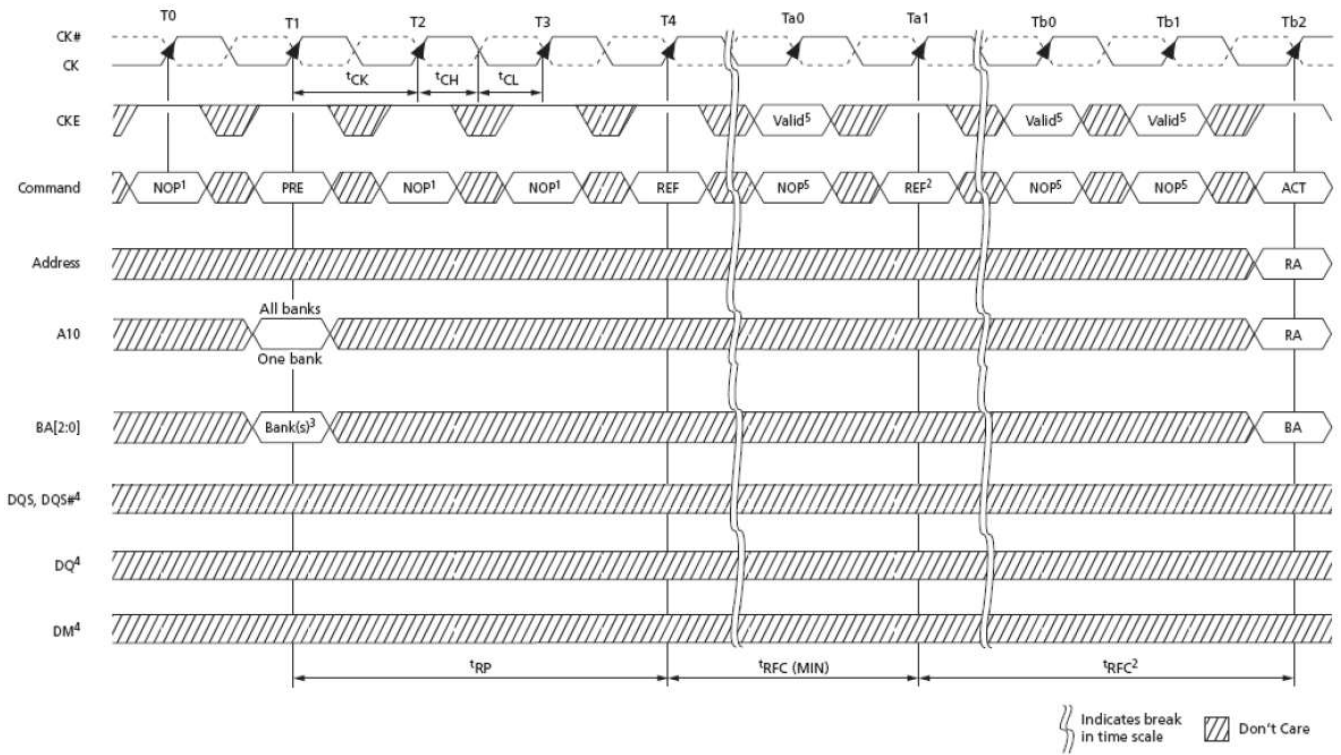 T0 T1 T2 T3 T4 Ta0 Ta1 Tb0 Tb1 Tb2
CK#
CK
tCK tCH tCL
CKE Valid5 Valid5 Valid5
Command NOP1 PRE NOP1 NOP1 REF NOP5 REF2 NOP5 NOP5 ACT
Address RA
All banks
A10 RA
One bank
BA[2:0] Bank(s)3 BA
DQS, DQS#4
DQ4
DM4
tRP tRFC (MIN) tRFC2
Indicates break
in time scale
Don't Care